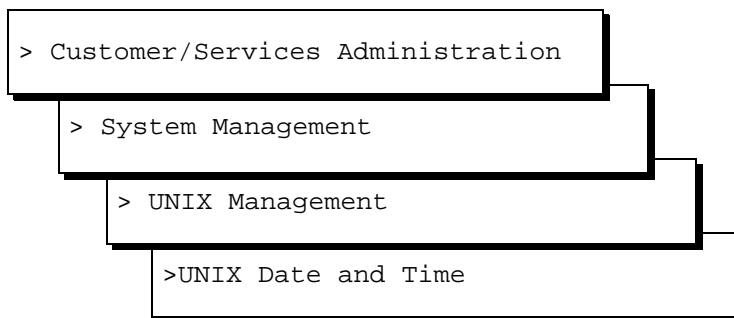 > Customer/Services Administration
> System Management
> UNIX Management
>UNIX Date and Time